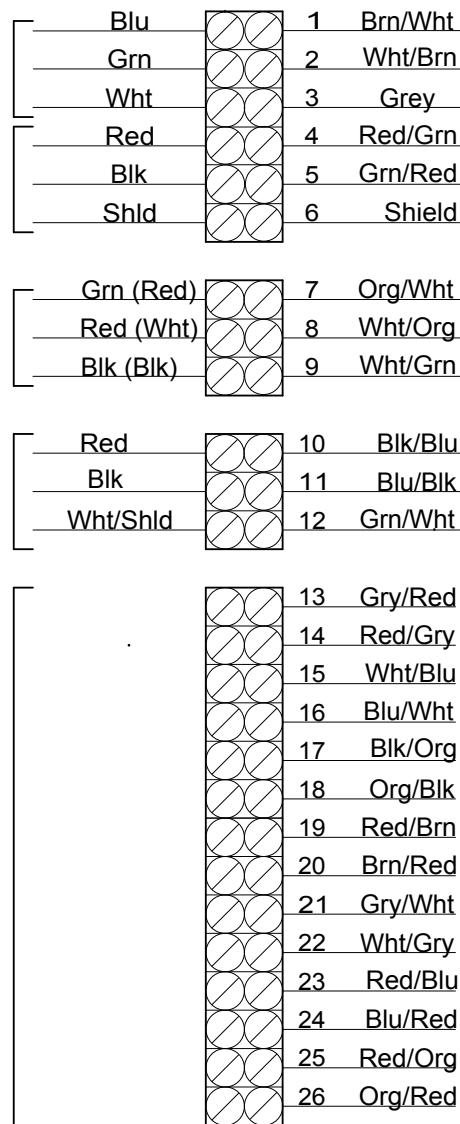 Blu 1 Brn/Wht
Grn 2 Wht/Brn
Wht 3 Grey
Red 4 Red/Grn
Blk 5 Grn/Red
Shld 6 Shield
Grn (Red) 7 Org/Wht
Red (Wht) 8 Wht/Org
Blk (Blk) 9 Wht/Grn
Red 10 Blk/Blu
Blk 11 Blu/Blk
Wht/Shld 12 Grn/Wht
13 Gry/Red
14 Red/Gry
15 Wht/Blu
16 Blu/Wht
17 Blk/Org
18 Org/Blk
19 Red/Brn
20 Brn/Red
21 Gry/Wht
22 Wht/Gry
23 Red/Blu
24 Blu/Red
25 Red/Org
26 Org/Red